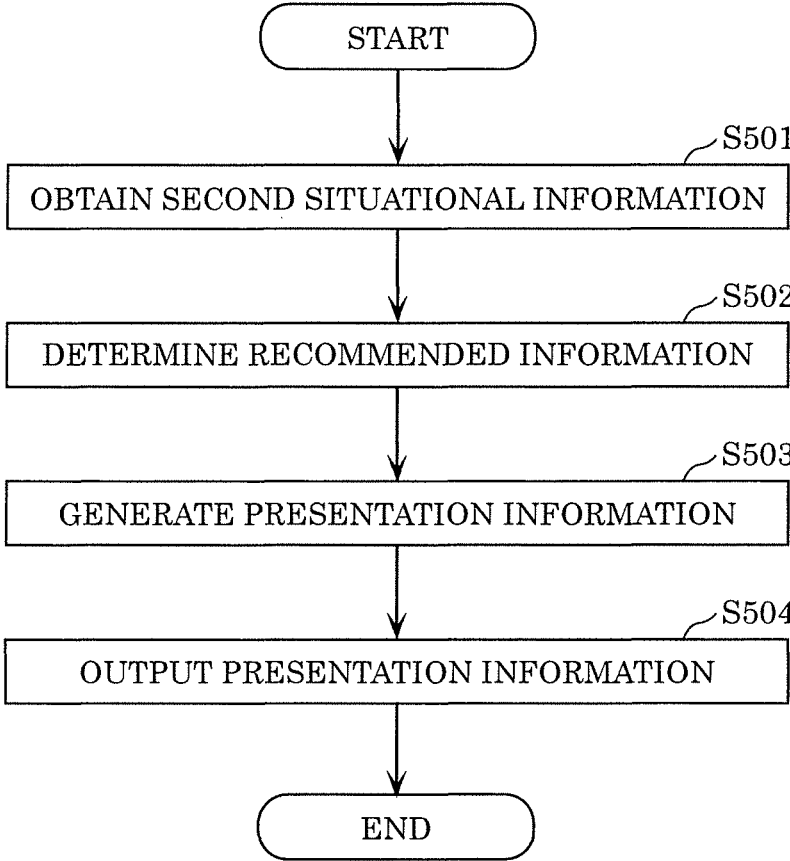 START
S501
OBTAIN SECOND SITUATIONAL INFORMATION
S502
DETERMINE RECOMMENDED INFORMATION
S503
GENERATE PRESENTATION INFORMATION
S504
OUTPUT PRESENTATION INFORMATION
END